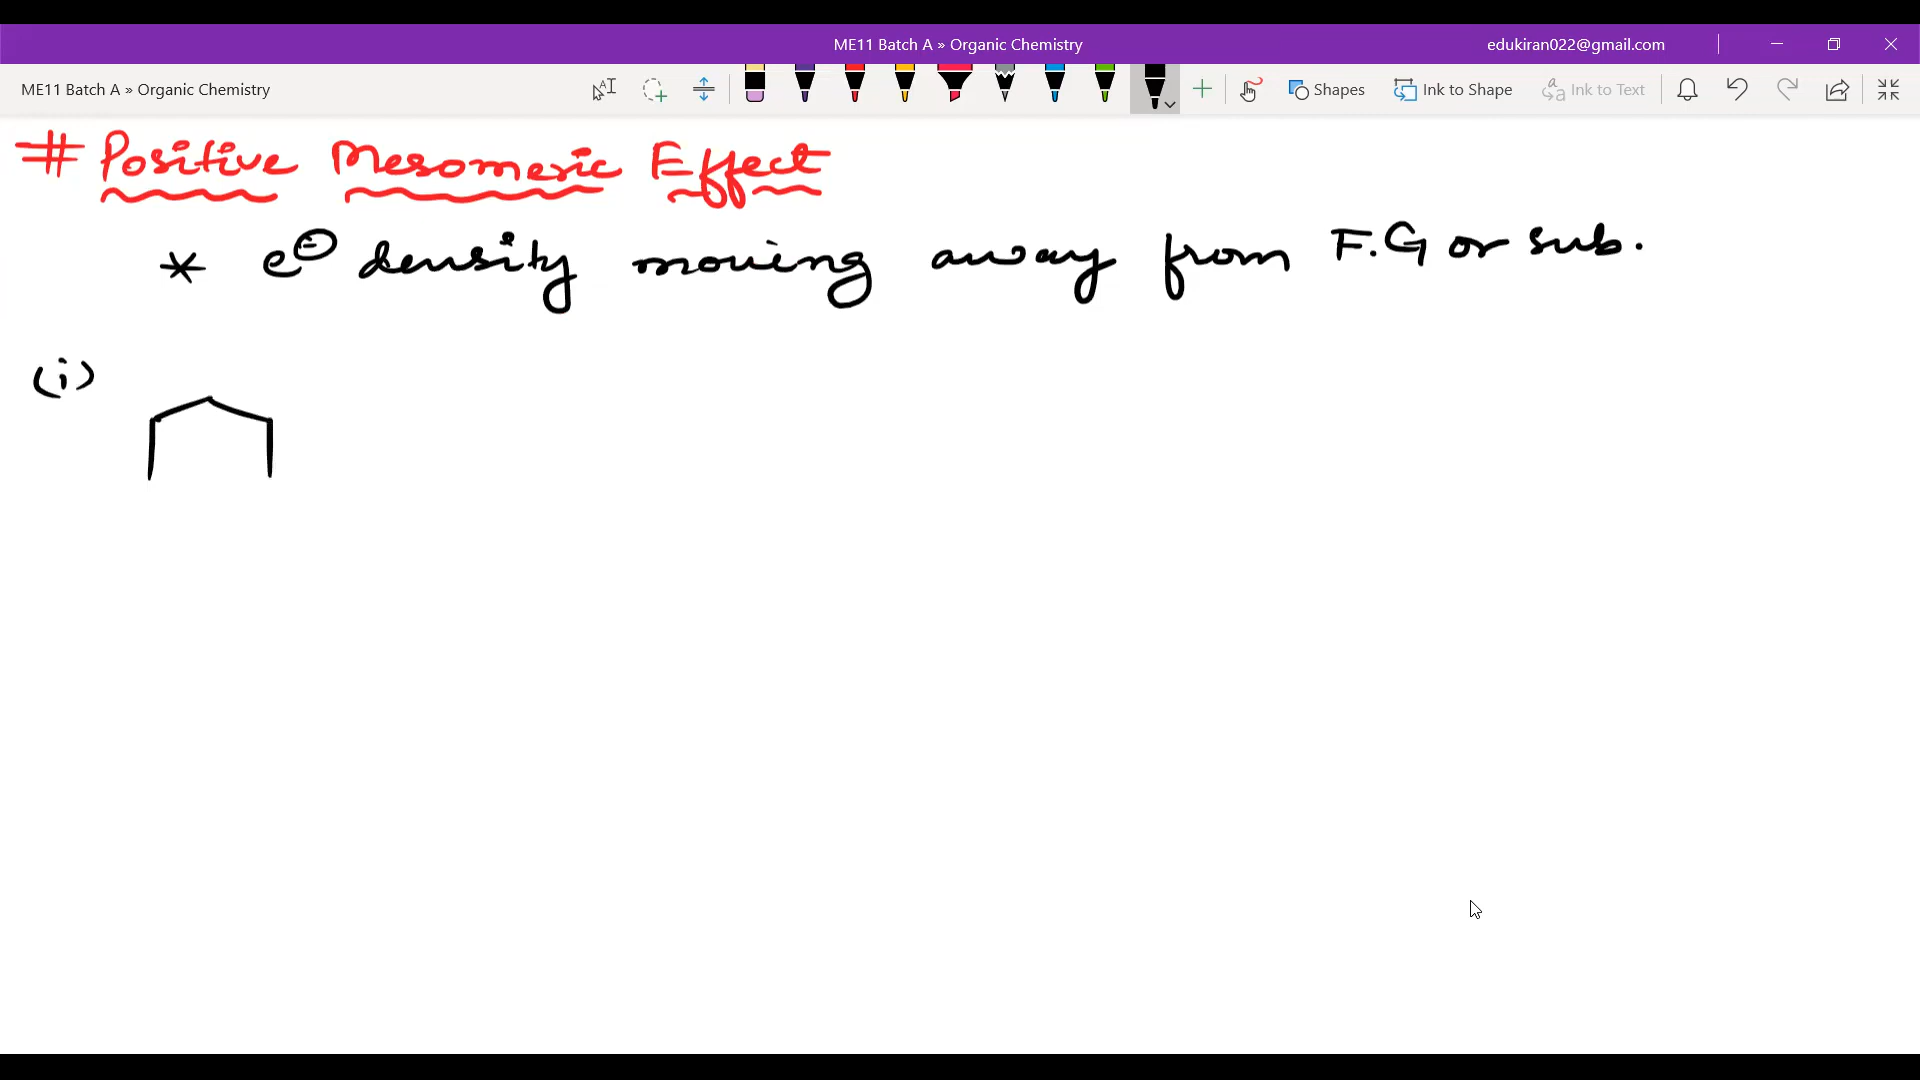 ME11 Batch A » Organic Chemistry
edukiran022@gmail.com
ME11 Batch A » Organic Chemistry
Shapes
Ink to Shape
Ink to Text
# Positive Mesomeric Effect
* e⊖ density moving away from F.G or sub.
(i)